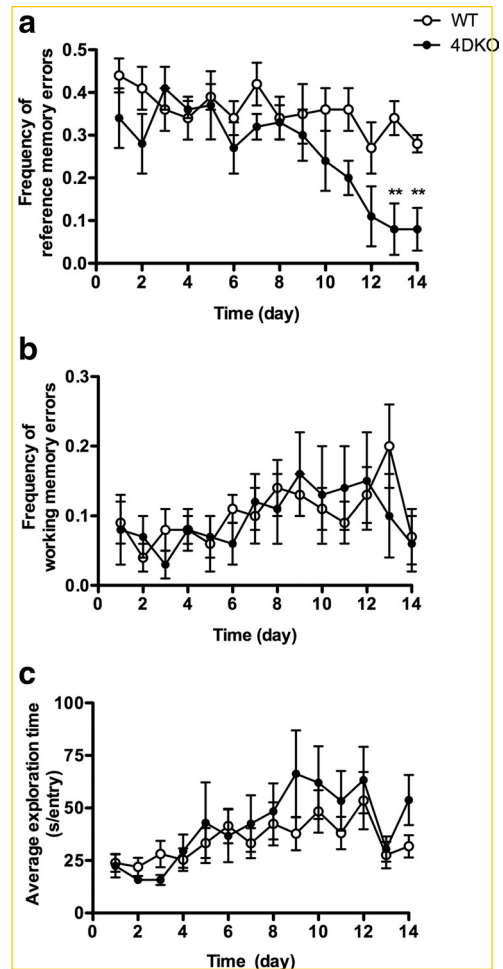 a
WT
4DKO
Frequency of
reference memory errors
0.5
0.4
0.3
0.2
0.1
0.0
** **
0 2 4 6 8 10 12 14
Time (day)
b
Frequency of
working memory errors
0.3
0.2
0.1
0.0
0 2 4 6 8 10 12 14
Time (day)
c
Average exploration time
(s/entry)
100
75
50
25
0
0 2 4 6 8 10 12 14
Time (day)